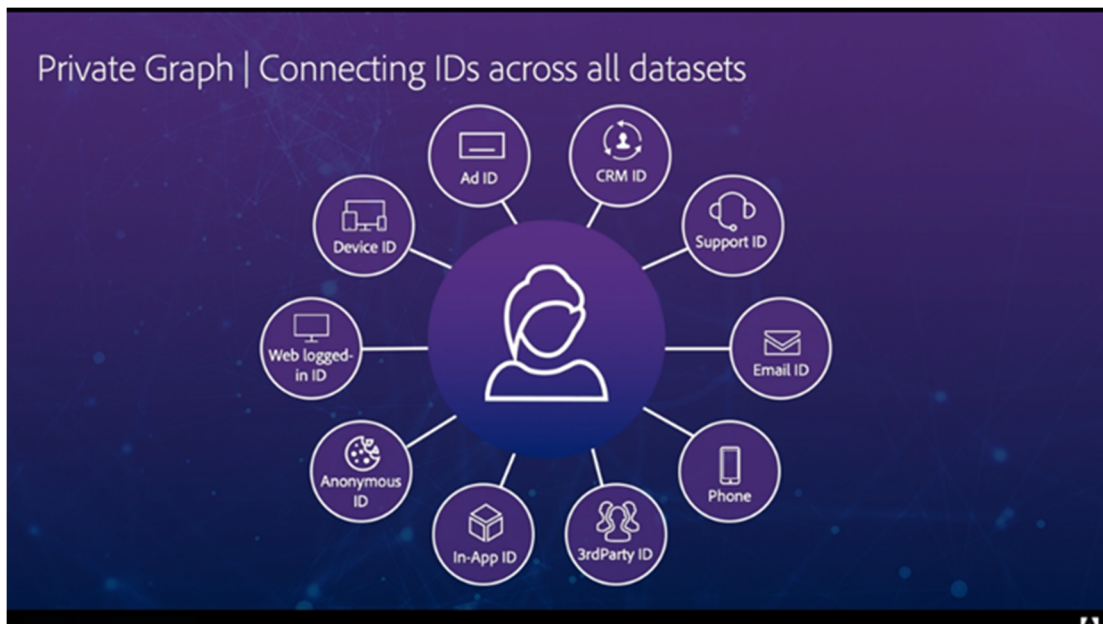 Private Graph | Connecting IDs across all datasets
Ad ID
CRM ID
Device ID
Support ID
Web logged-
in ID
Email ID
Anonymous
ID
Phone
In-App ID
3rdParty ID